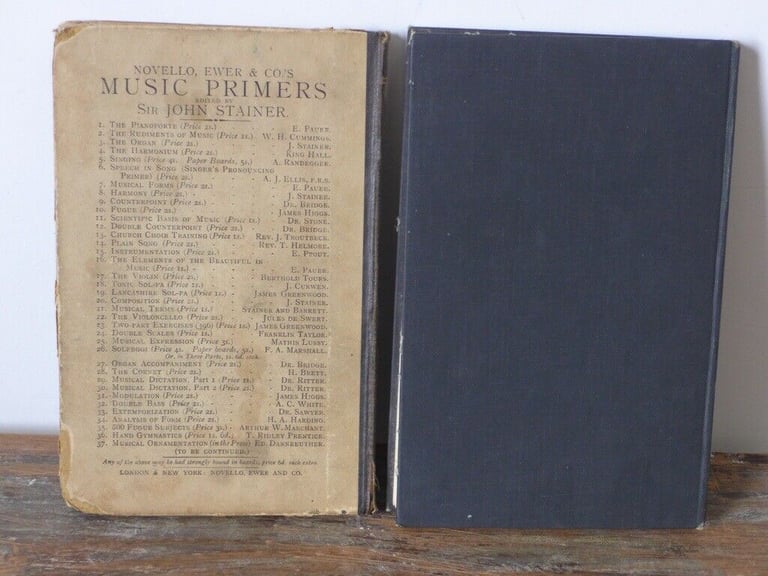 NOVELLO, EWER & CO.'S
MUSIC PRIMERS
EDITED BY
SIR JOHN STAINER.
1. THE PIANOFORTE (Price 2s.) - - E. PAUER.
2. THE RUDIMENTS OF MUSIC (Price 1s.) - W. H. CUMMINGS.
3. THE ORGAN (Price 2s.) - - J. STAINER.
4. THE HARMONIUM (Price 2s.) - - KING HALL.
5. SINGING (Price 4s. Paper Boards, 5s.) - A. RANDEGGER.
6. SPEECH IN SONG (SINGER'S PRONOUNCING
PRIMER) (Price 2s.) - - A. J. ELLIS, F.R.S.
7. MUSICAL FORMS (Price 2s.) - - E. PAUER.
8. HARMONY (Price 2s.) - - J. STAINER.
9. COUNTERPOINT (Price 2s.) - - DR. BRIDGE.
10. FUGUE (Price 2s.) - - JAMES HIGGS.
11. SCIENTIFIC BASIS OF MUSIC (Price 1s.) - DR. STONE.
12. DOUBLE COUNTERPOINT (Price 2s.) - DR. BRIDGE.
13. CHURCH CHOIR TRAINING (Price 1s.) - REV. J. TROUTBECK.
14. PLAIN SONG (Price 2s.) - REV. T. HELMORE.
15. INSTRUMENTATION (Price 2s.) - - E. PROUT.
16. THE ELEMENTS OF THE BEAUTIFUL IN
MUSIC (Price 1s.) - - E. PAUER.
17. THE VIOLIN (Price 2s.) - BERTHOLD TOURS.
18. TONIC SOL-FA (Price 1s.) - - J. CURWEN.
19. LANCASHIRE SOL-FA (Price 1s.) - JAMES GREENWOOD.
20. COMPOSITION (Price 2s.) - - J. STAINER.
21. MUSICAL TERMS (Price 1s.) - STAINER AND BARRETT.
22. THE VIOLONCELLO (Price 2s.) - JULES DE SWERT.
23. TWO-PART EXERCISES (396) (Price 1s.) JAMES GREENWOOD.
24. DOUBLE SCALES (Price 1s.) - FRANKLIN TAYLOR.
25. MUSICAL EXPRESSION (Price 3s.) - MATHIS LUSSY.
26. SOLFEGGI (Price 4s. Paper boards, 5s.) - F. A. MARSHALL.
Or, in Three Parts, 1s. 6d. each.
27. ORGAN ACCOMPANIMENT (Price 2s.) - DR. BRIDGE.
28. THE CORNET (Price 2s.) - - H. BRETT.
29. MUSICAL DICTATION, PART 1 (Price 1s.) - DR. RITTER.
30. MUSICAL DICTATION, PART 2 (Price 2s.) - DR. RITTER.
31. MODULATION (Price 2s.) - - JAMES HIGGS.
32. DOUBLE BASS (Price 2s.) - - A. C. WHITE.
33. EXTEMPORIZATION (Price 2s.) - - DR. SAWYER.
34. ANALYSIS OF FORM (Price 2s.) - H. A. HARDING.
35. 500 FUGUE SUBJECTS (Price 3s.) - ARTHUR W. MARCHANT.
36. HAND GYMNASTICS (Price 1s. 6d.) - T. RIDLEY PRENTICE.
37. MUSICAL ORNAMENTATION (in the Press) ED. DANNREUTHER.
(TO BE CONTINUED.)
Any of the above may be had strongly bound in boards, price 6d. each extra.
LONDON & NEW YORK: NOVELLO, EWER AND CO.